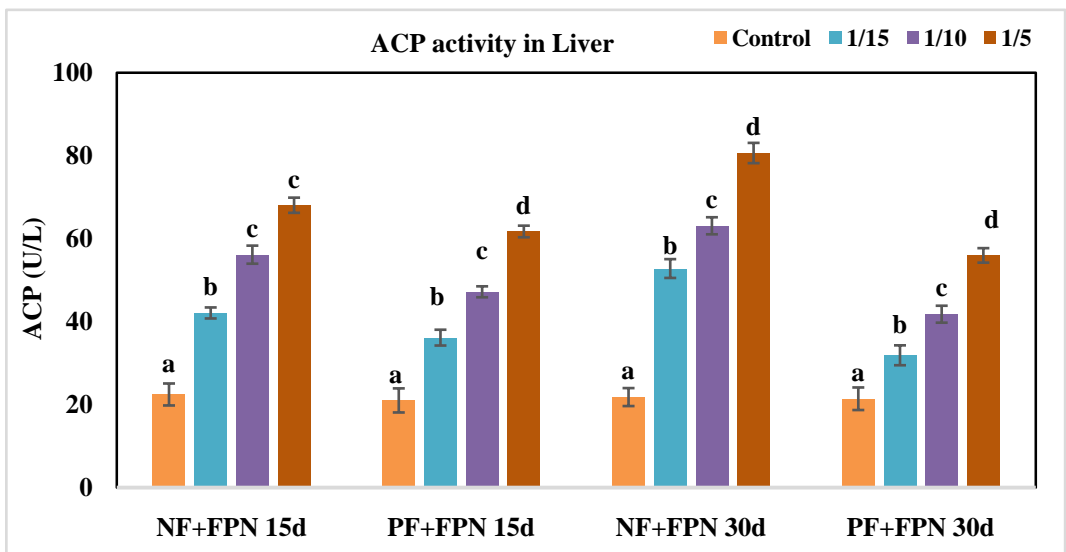 ACP activity in Liver
Control 1/15 1/10 1/5
ACP (U/L)
100
80
60
40
20
0
a b c c
a b c d
a b c d
a b c d
NF+FPN 15d PF+FPN 15d NF+FPN 30d PF+FPN 30d